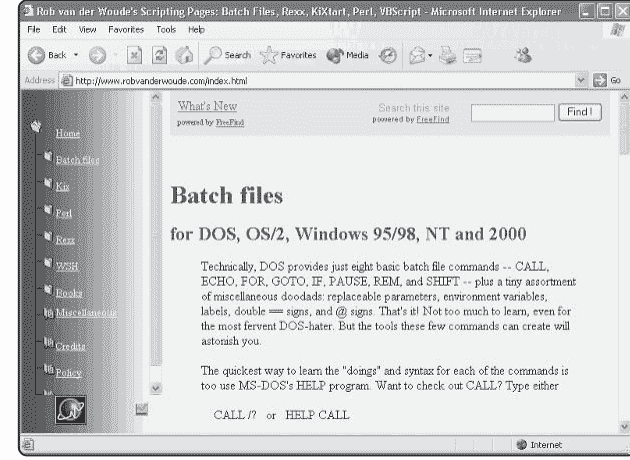 Rob van der Woude's Scripting Pages: Batch Files, Rexx, KiXtart, Perl, VBScript - Microsoft Internet Explorer
File Edit View Favorites Tools Help
Back Search Favorites Media
Address http://www.robvanderwoude.com/index.html Go
Home
Batch files
Kix
Perl
Rexx
WSH
Books
Miscellaneous
Credits
Policy
What's New
powered by FreeFind
Search this site
powered by FreeFind
Find !
Batch files
for DOS, OS/2, Windows 95/98, NT and 2000
Technically, DOS provides just eight basic batch file commands -- CALL,
ECHO, FOR, GOTO, IF, PAUSE, REM, and SHIFT -- plus a tiny assortment
of miscellaneous doodads: replaceable parameters, environment variables,
labels, double == signs, and @ signs. That's it! Not too much to learn, even for
the most fervent DOS-hater. But the tools these few commands can create will
astonish you.
The quickest way to learn the "doings" and syntax for each of the commands is
too use MS-DOS's HELP program. Want to check out CALL? Type either
CALL /? or HELP CALL
Internet